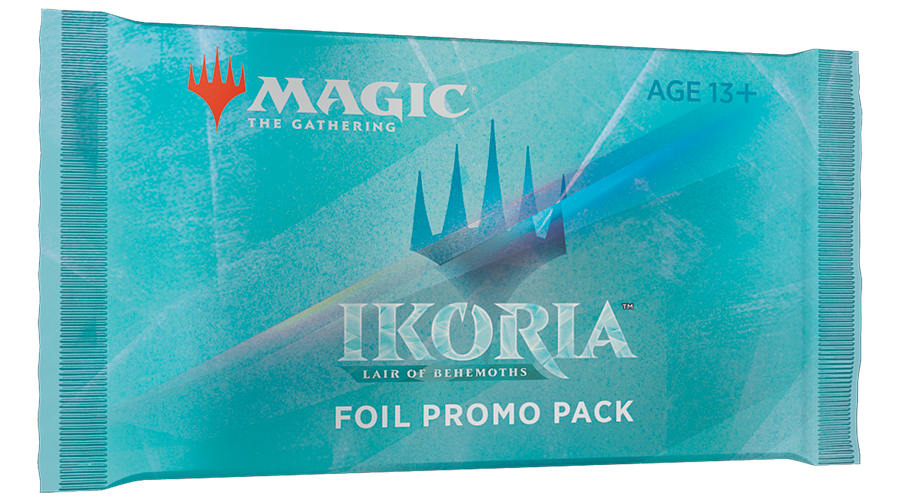 MAGIC®
THE GATHERING
AGE 13+
IKORIA™
LAIR OF BEHEMOTHS
FOIL PROMO PACK